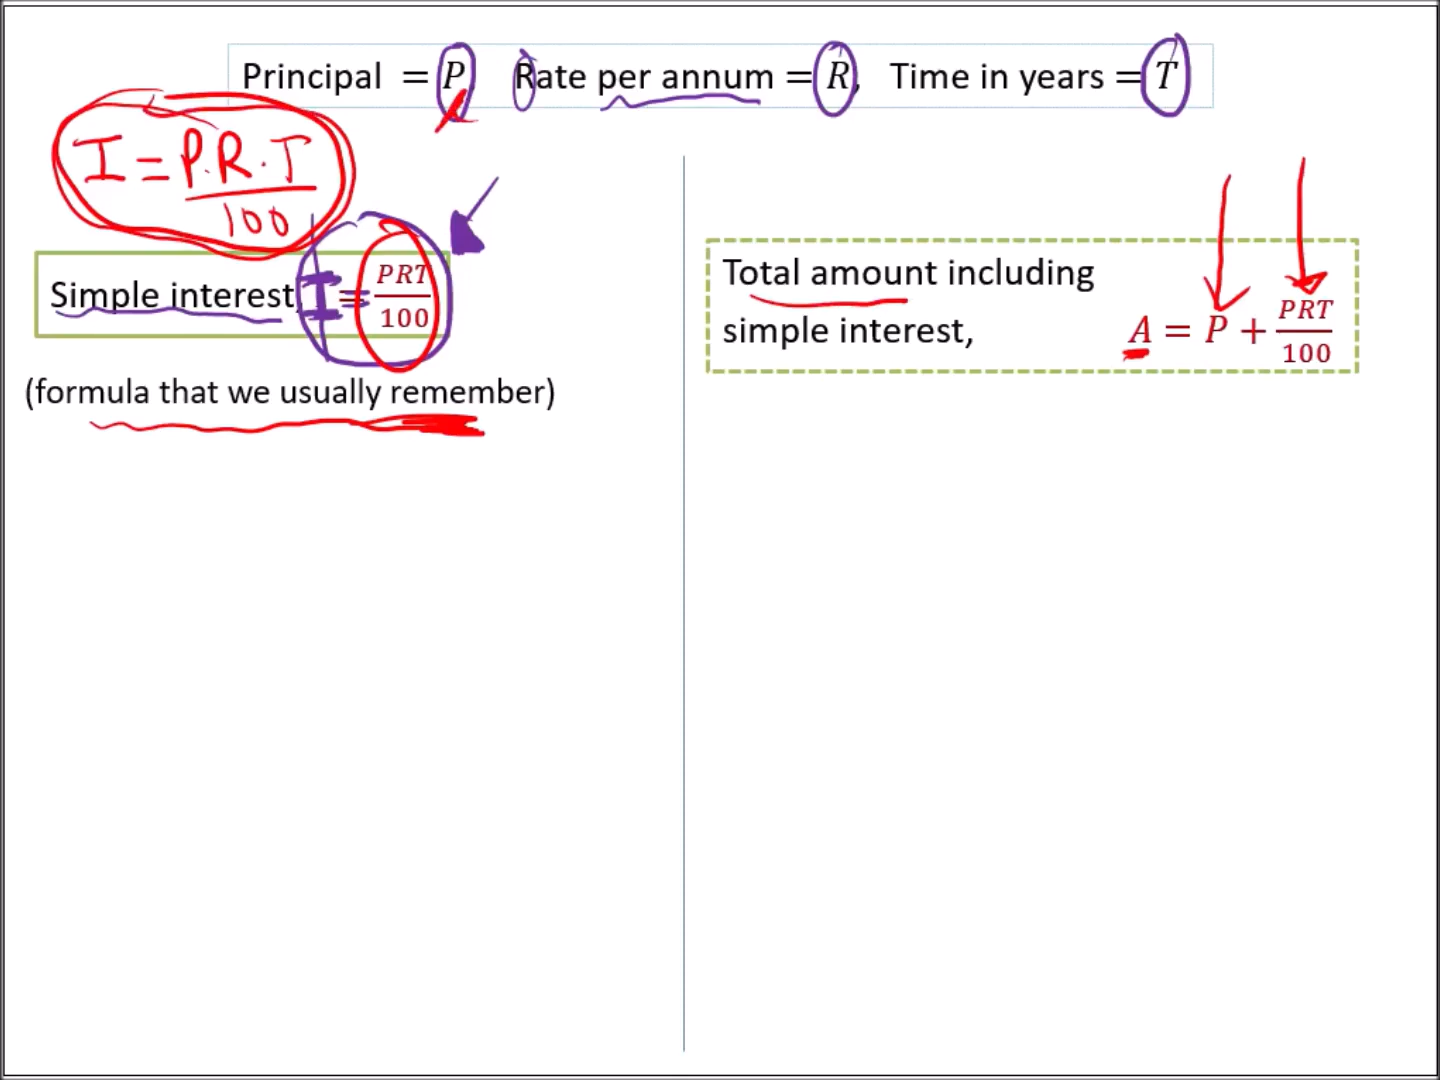 Principal = P Rate per annum = R, Time in years = T
I = P.R.T
100
Simple interest, I = PRT/100
(formula that we usually remember)
Total amount including
simple interest, A = P + PRT/100